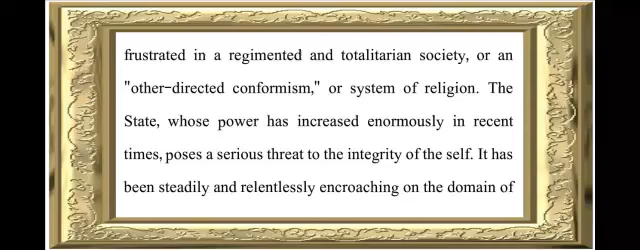 frustrated in a regimented and totalitarian society, or an
"other-directed conformism," or system of religion. The
State, whose power has increased enormously in recent
times, poses a serious threat to the integrity of the self. It has
been steadily and relentlessly encroaching on the domain of